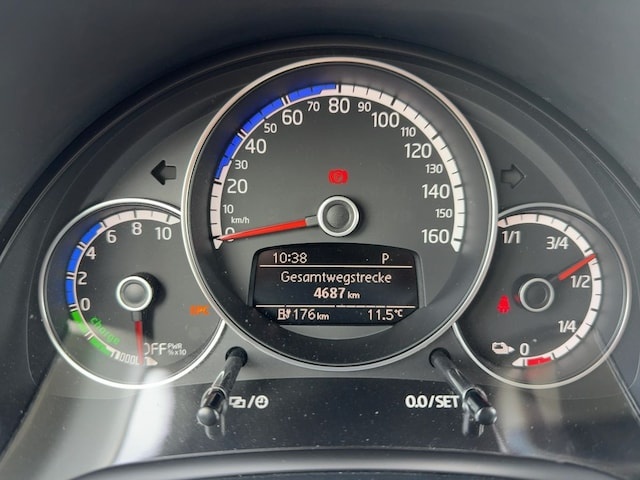 0 10 20 30 40 50 60 70 80 90 100 110 120 130 140 150 160
km/h
10:38 P
Gesamtwegstrecke
4687 km
176 km 11.5 °C
0 2 4 6 8 10
Charge
OFF PWR
% x10
0 1/4 1/2 3/4 1/1
0.0/SET